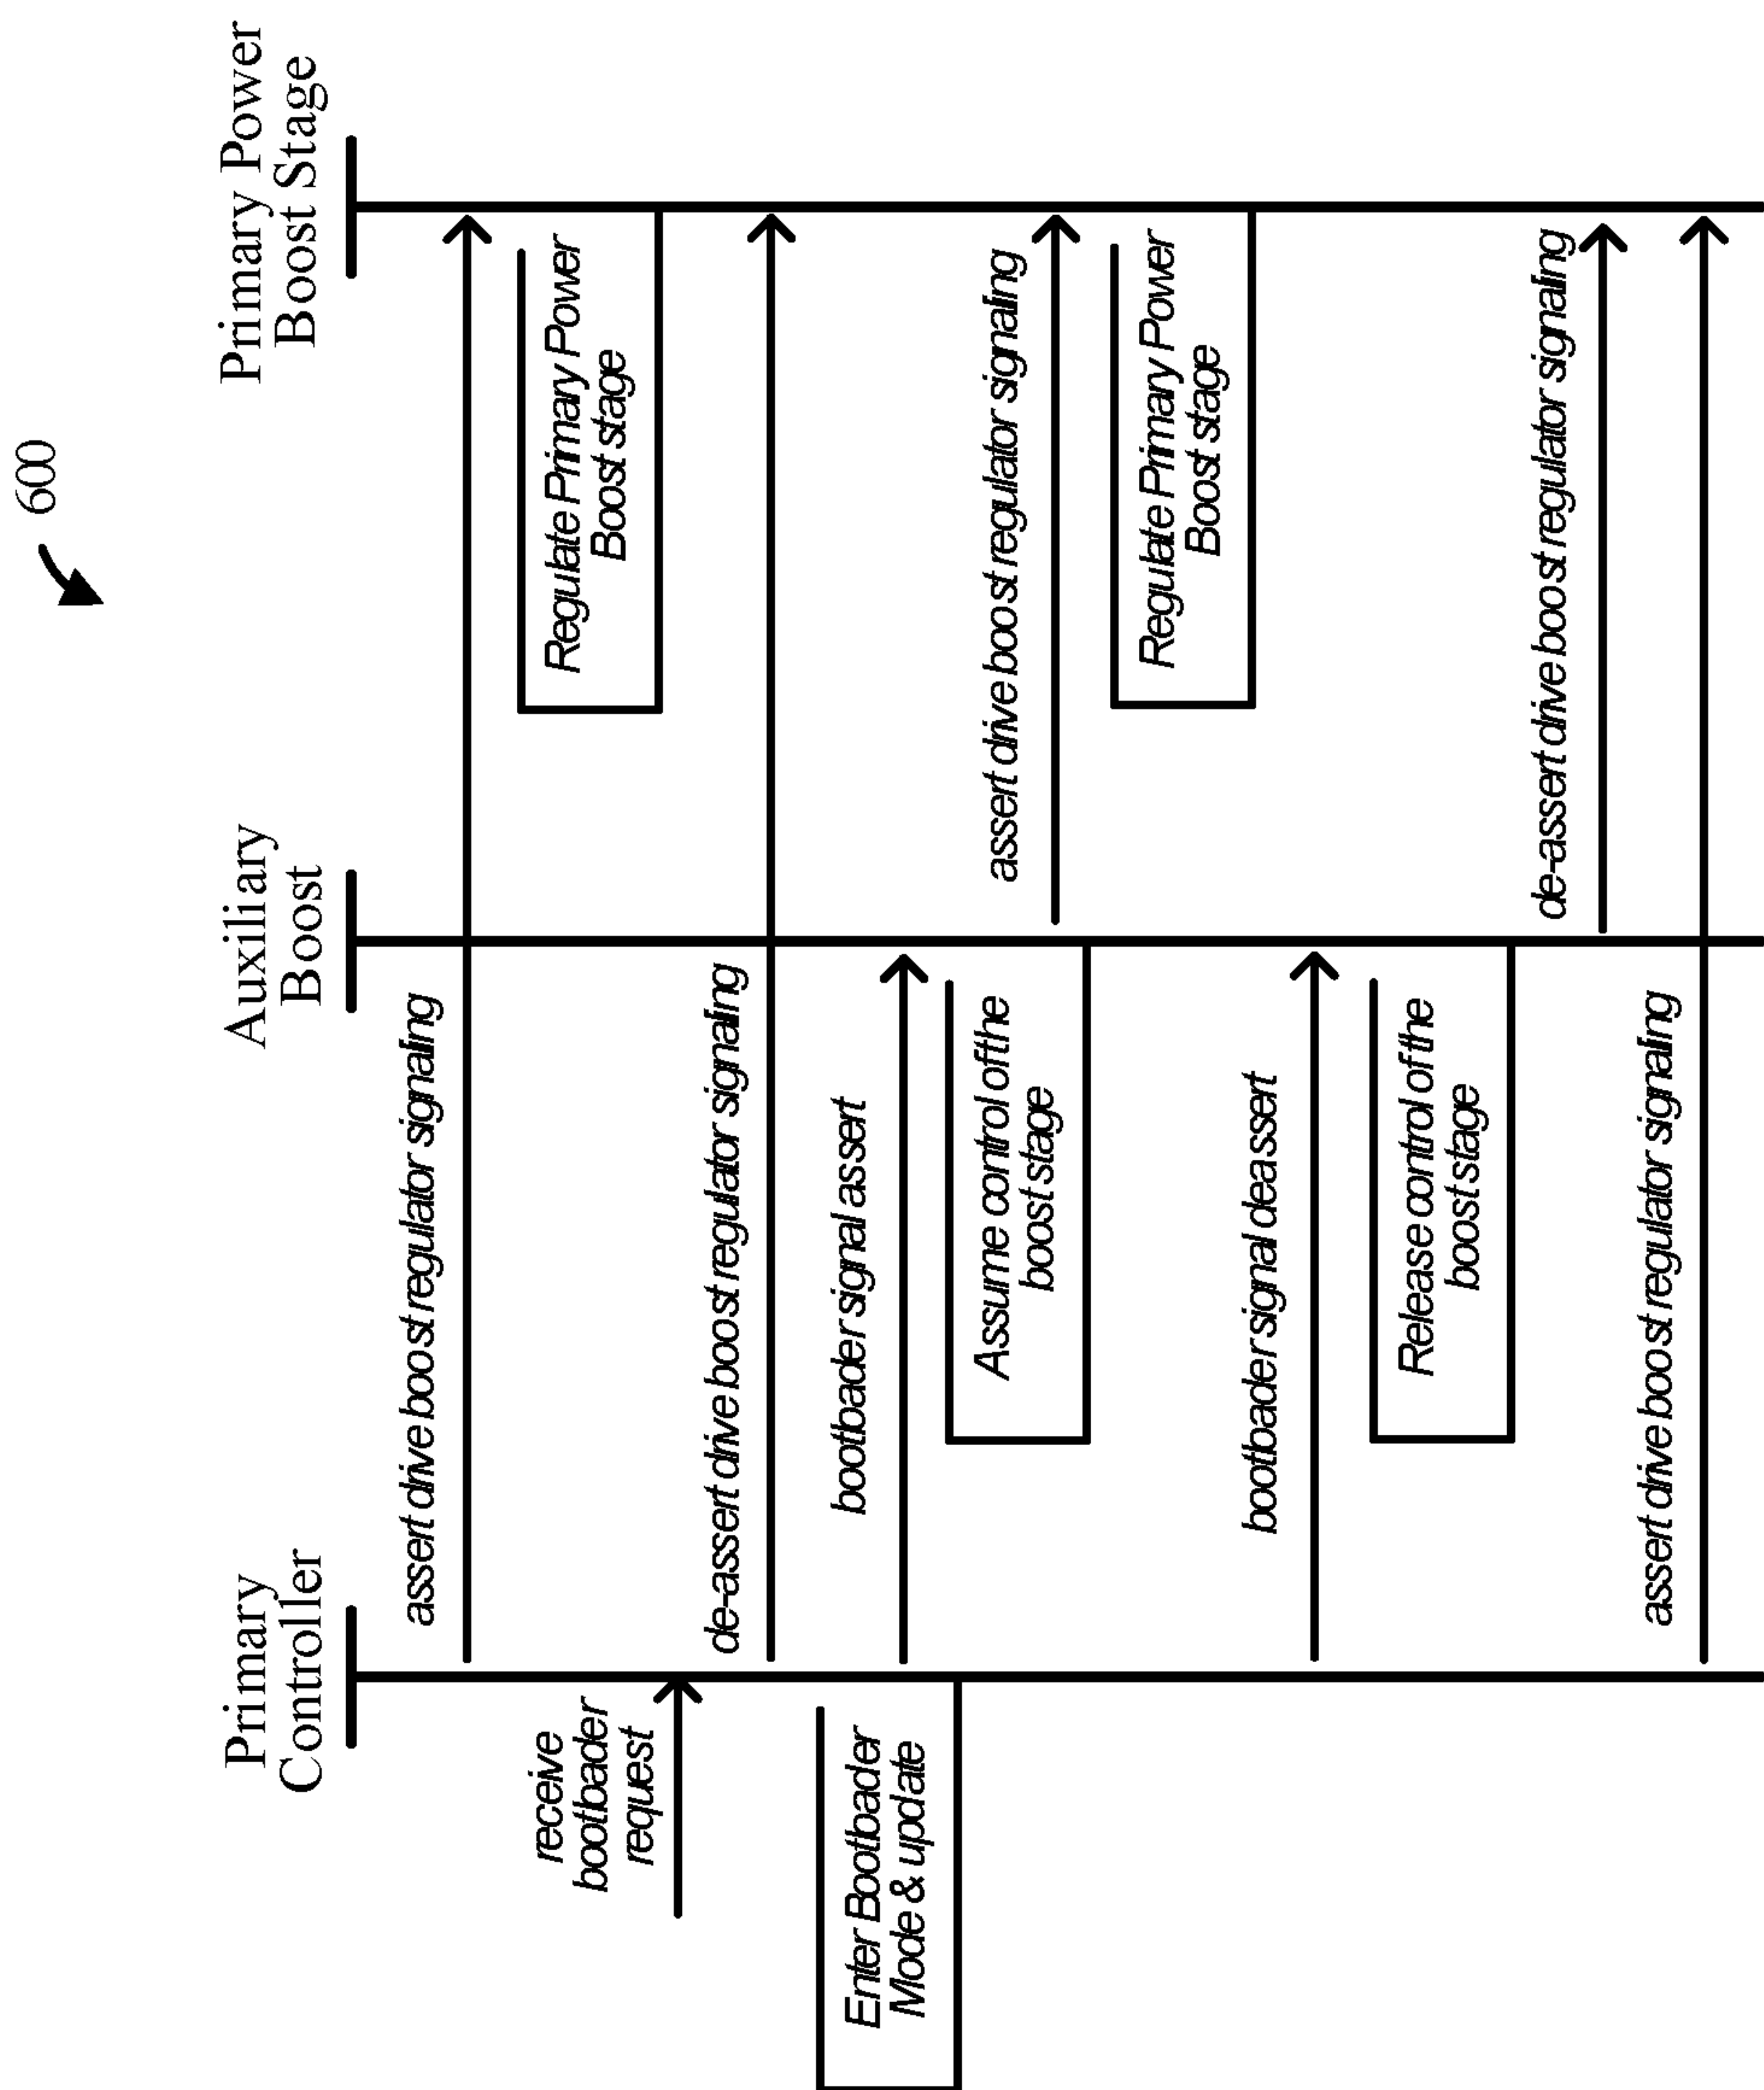 600
Primary
Controller
Auxiliary
Boost
Primary Power
Boost Stage
assert drive boost regulator signaling
Regulate Primary Power
Boost stage
receive
bootloader
request
de-assert drive boost regulator signaling
bootloader signal assert
Enter Bootloader
Mode & update
Assume control of the
boost stage
assert drive boost regulator signaling
Regulate Primary Power
Boost stage
bootloader signal deassert
Release control of the
boost stage
de-assert drive boost regulator signaling
assert drive boost regulator signaling